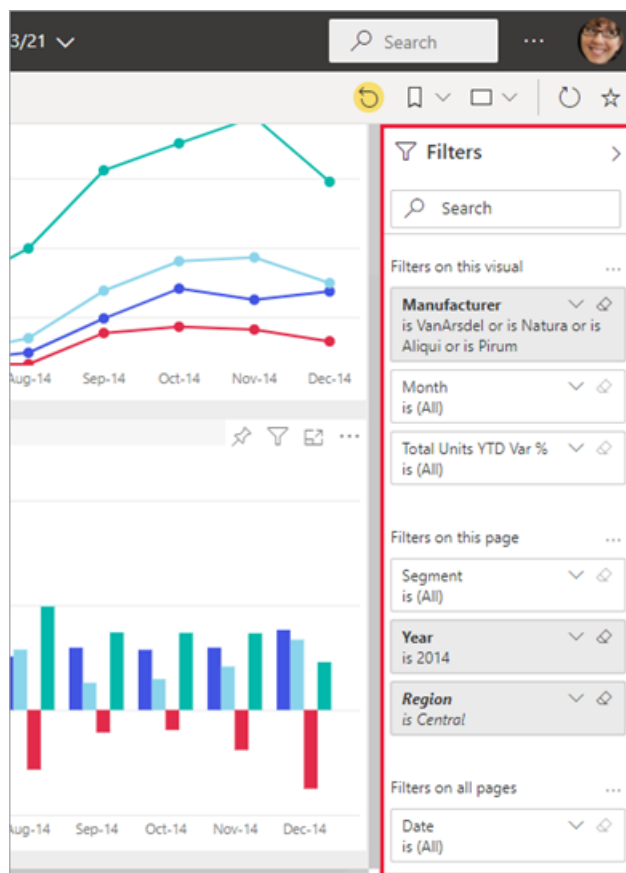 3/21
Search
Filters
Search
Filters on this visual
Manufacturer
is VanArsdel or is Natura or is
Aliqui or is Pirum
Month
is (All)
Total Units YTD Var %
is (All)
Filters on this page
Segment
is (All)
Year
is 2014
Region
is Central
Filters on all pages
Date
is (All)
Aug-14 Sep-14 Oct-14 Nov-14 Dec-14
Aug-14 Sep-14 Oct-14 Nov-14 Dec-14